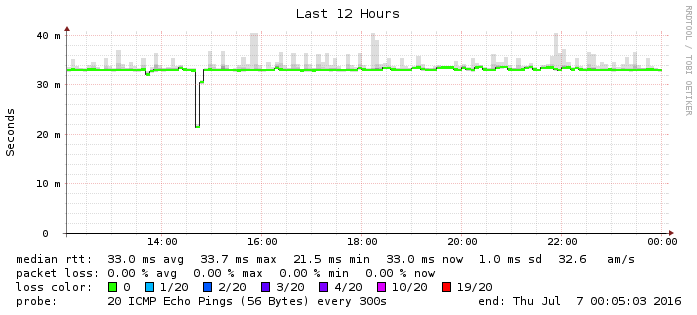 Last 12 Hours
RRDTOOL / TOBI OETIKER
Seconds
40 m
30 m
20 m
10 m
0
14:00 16:00 18:00 20:00 22:00 00:00
median rtt: 33.0 ms avg 33.7 ms max 21.5 ms min 33.0 ms now 1.0 ms sd 32.6 am/s
packet loss: 0.00 % avg 0.00 % max 0.00 % min 0.00 % now
loss color: 0 1/20 2/20 3/20 4/20 10/20 19/20
probe: 20 ICMP Echo Pings (56 Bytes) every 300s end: Thu Jul 7 00:05:03 2016